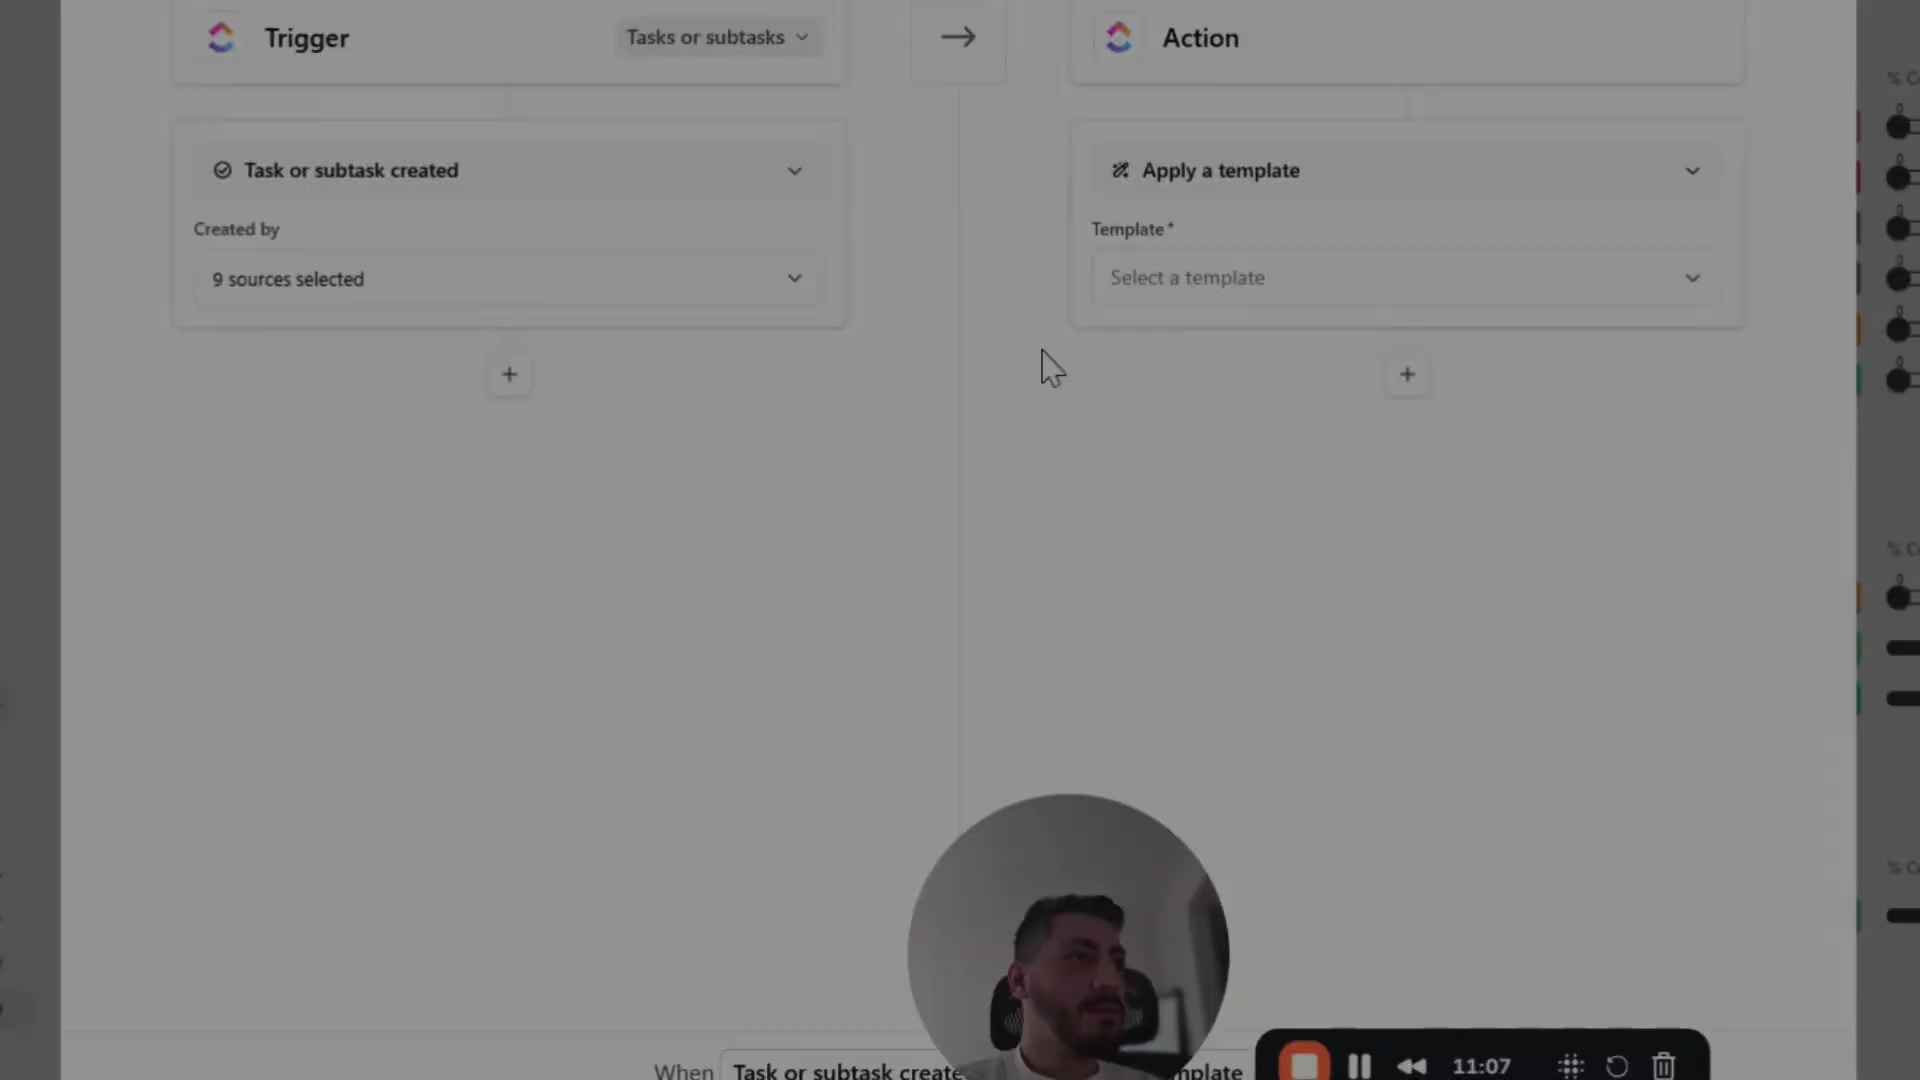 Trigger
Tasks or subtasks
Action
Task or subtask created
Created by
9 sources selected
Apply a template
Template*
Select a template
When Task or subtask create
mplate
11:07
% C
% C
% C